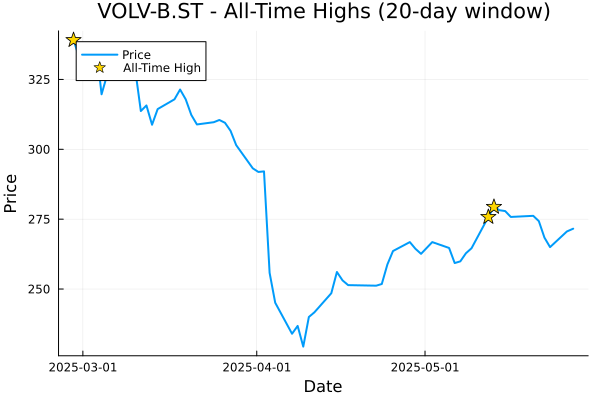 VOLV-B.ST - All-Time Highs (20-day window)
Price
All-Time High
325
300
275
250
Price
2025-03-01
2025-04-01
2025-05-01
Date